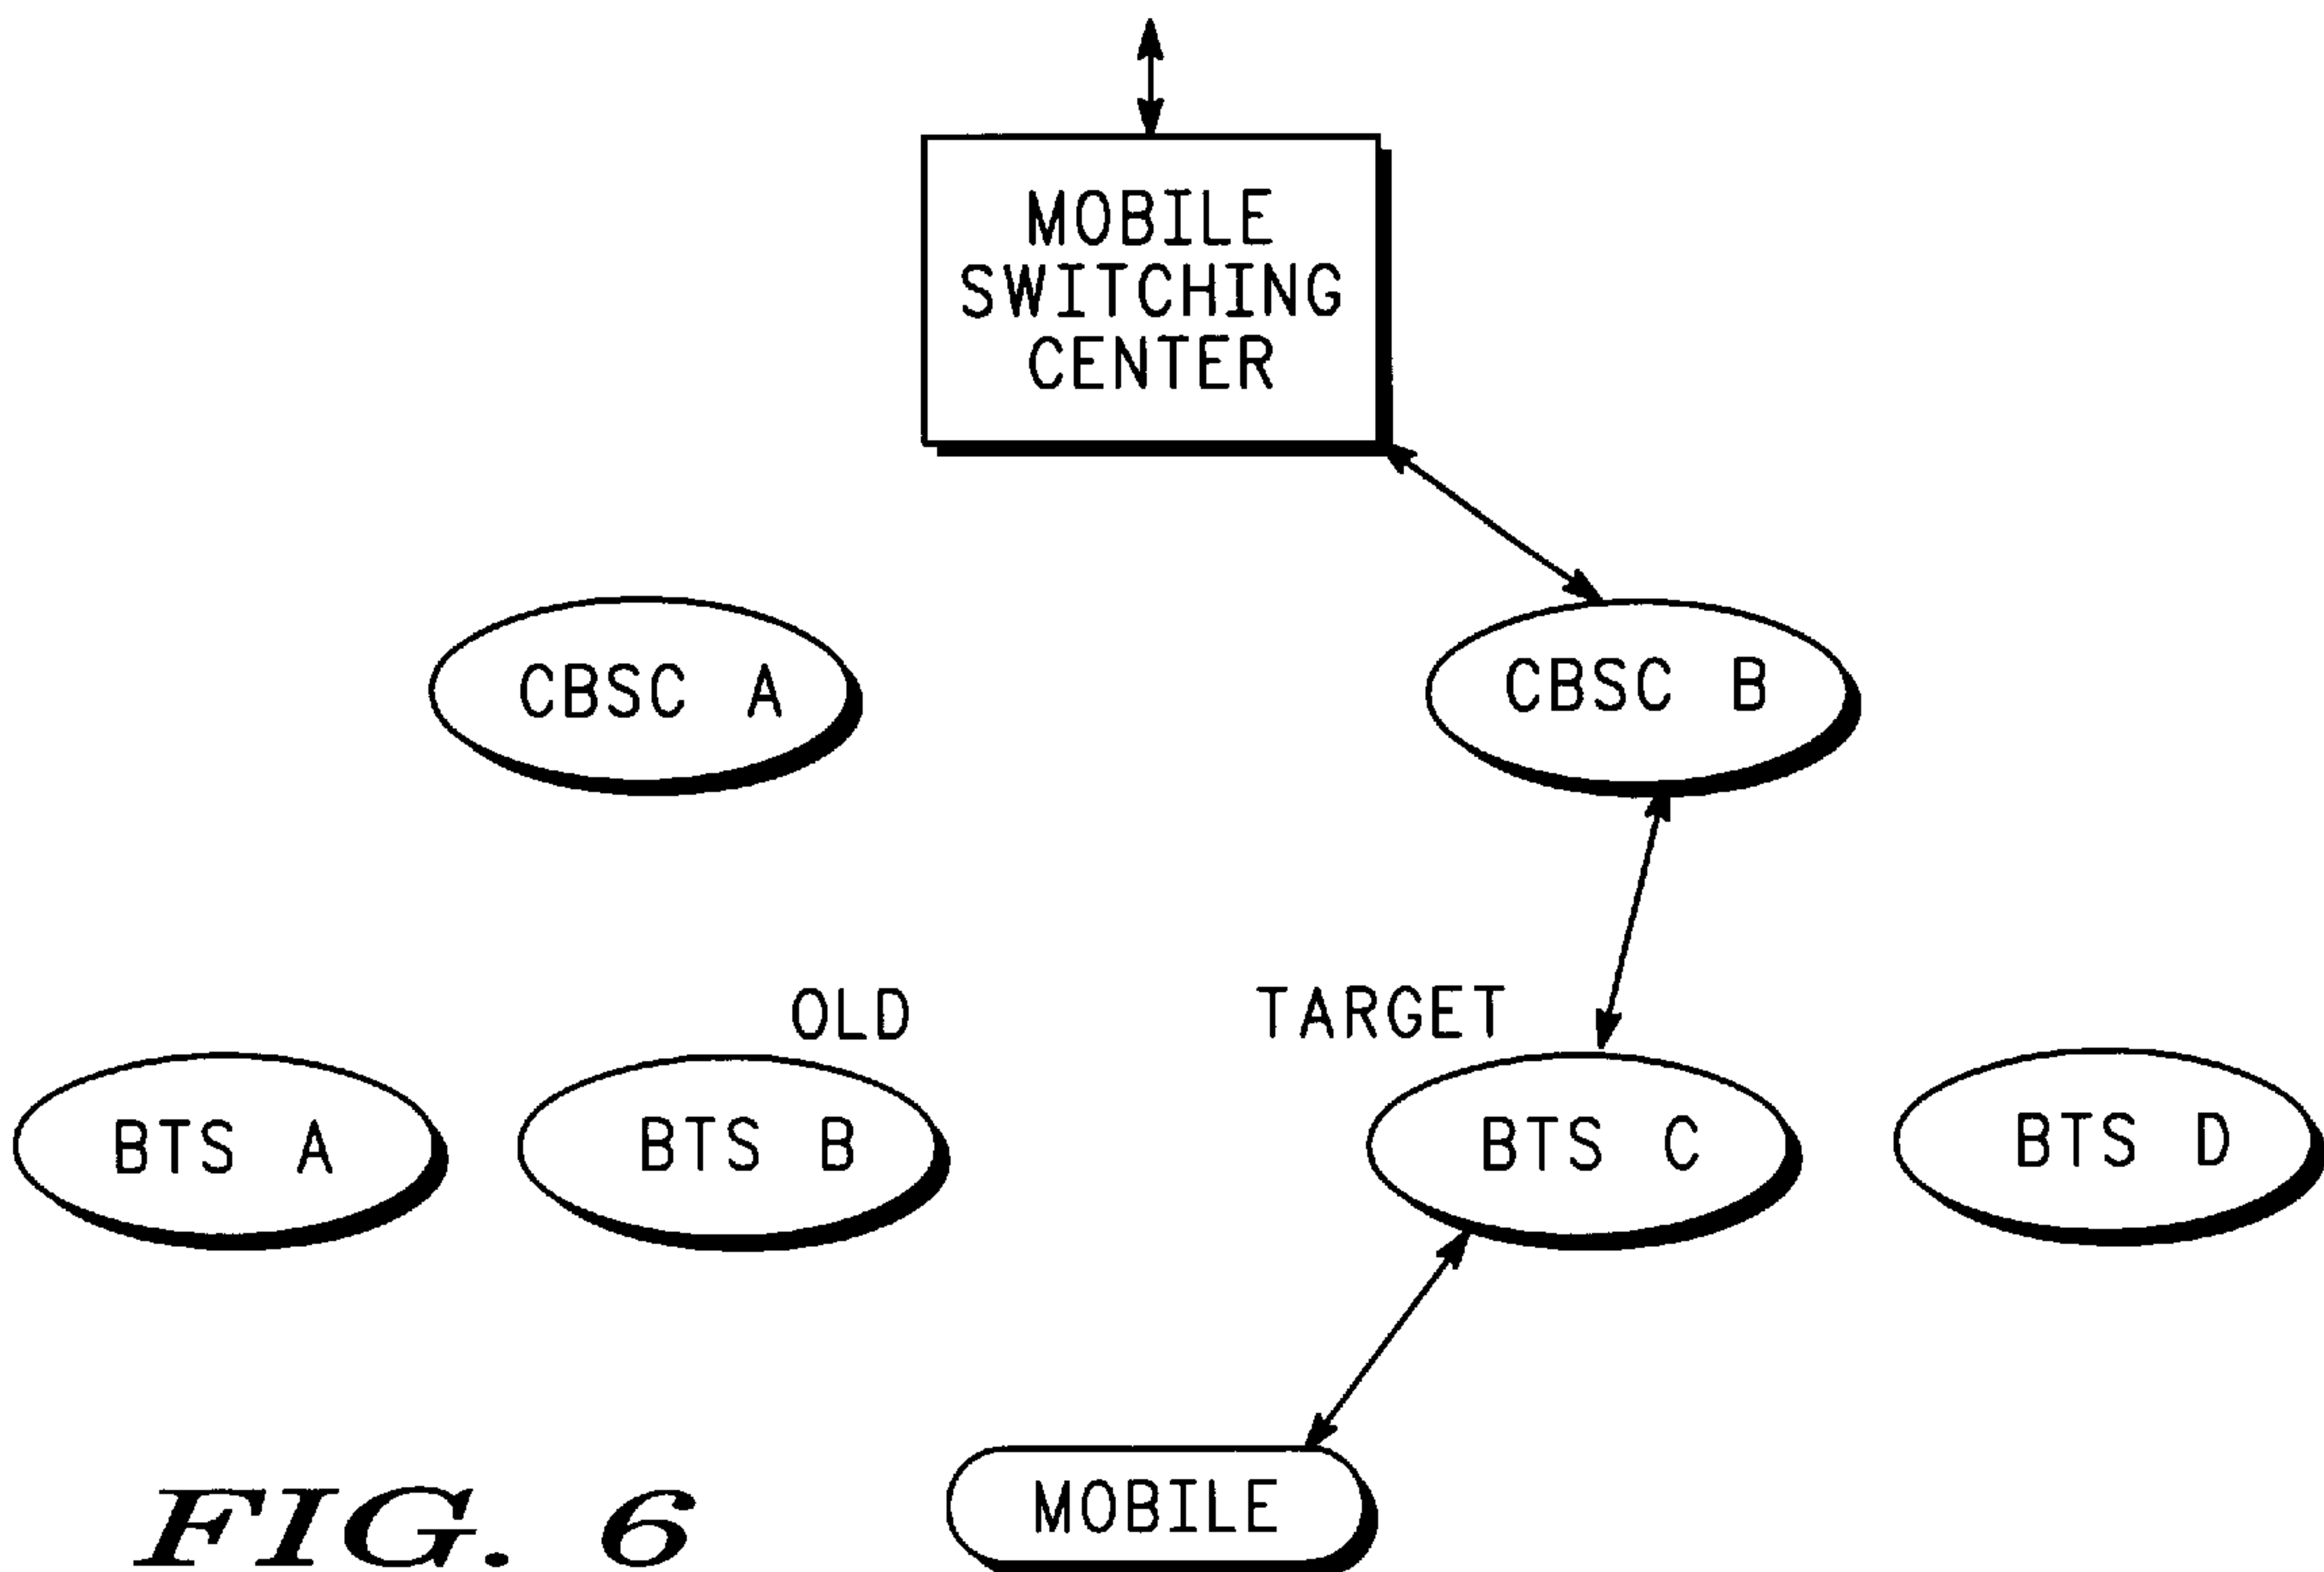 MOBILE
SWITCHING
CENTER
CBSC A
CBSC B
OLD
TARGET
BTS A
BTS B
BTS C
BTS D
MOBILE
FIG. 6